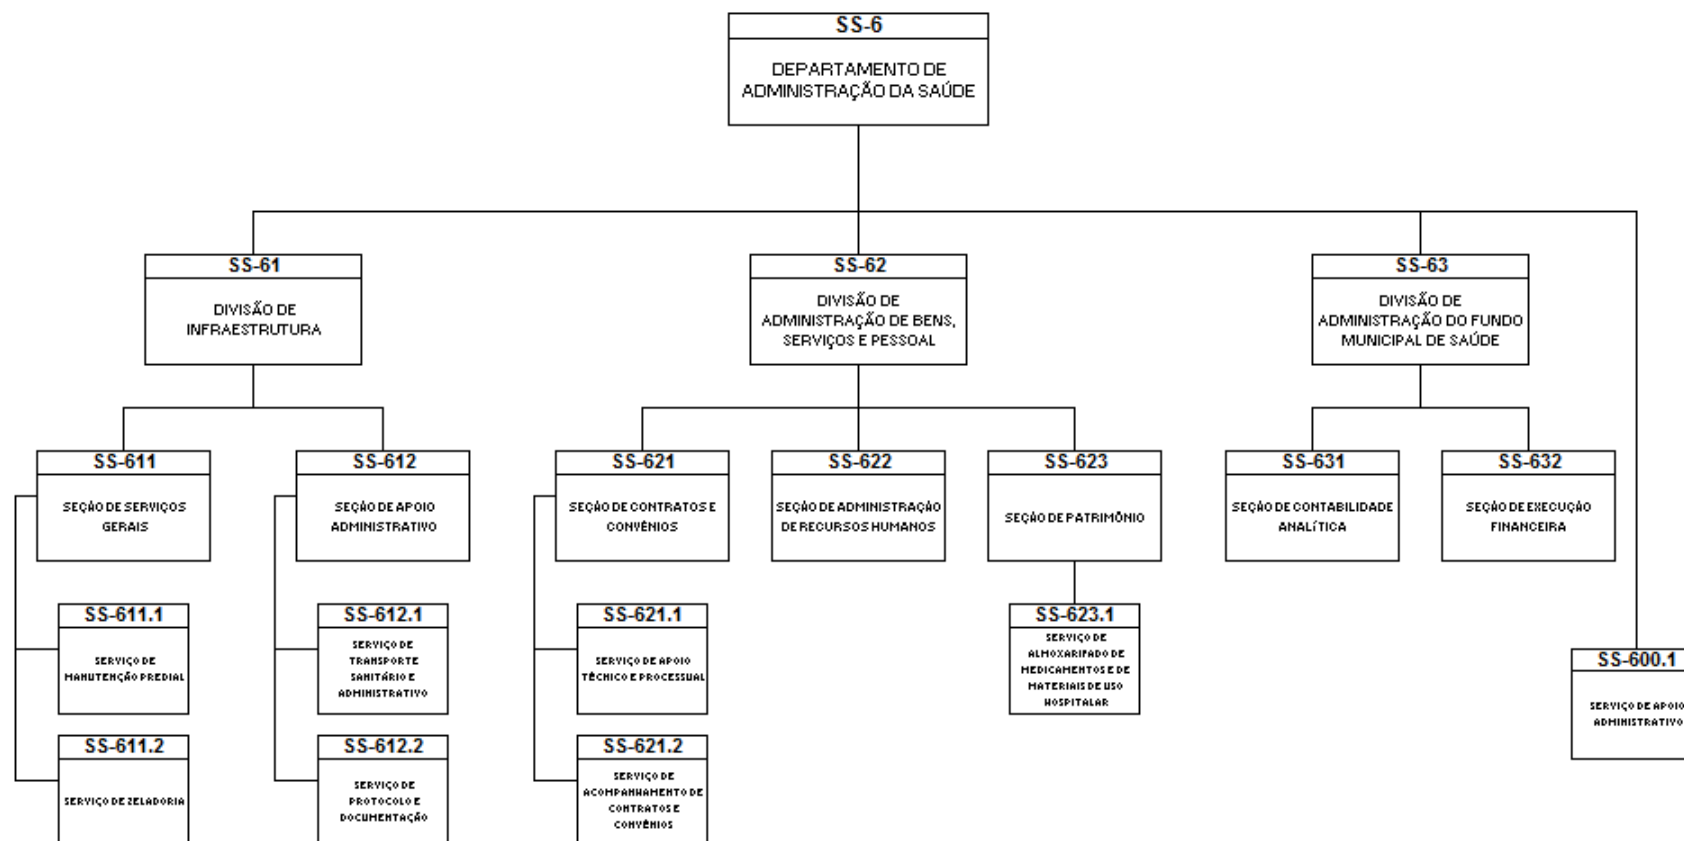 SS-6
DEPARTAMENTO DE
ADMINISTRAÇÃO DA SAÚDE
SS-61
DIVISÃO DE
INFRAESTRUTURA
SS-62
DIVISÃO DE
ADMINISTRAÇÃO DE BENS,
SERVIÇOS E PESSOAL
SS-63
DIVISÃO DE
ADMINISTRAÇÃO DO FUNDO
MUNICIPAL DE SAÚDE
SS-611
SEÇÃO DE SERVIÇOS
GERAIS
SS-612
SEÇÃO DE APOIO
ADMINISTRATIVO
SS-621
SEÇÃO DE CONTRATOS E
CONVÊNIOS
SS-622
SEÇÃO DE ADMINISTRAÇÃO
DE RECURSOS HUMANOS
SS-623
SEÇÃO DE PATRIMÔNIO
SS-631
SEÇÃO DE CONTABILIDADE
ANALÍTICA
SS-632
SEÇÃO DE EXECUÇÃO
FINANCEIRA
SS-611.1
SERVIÇO DE
MANUTENÇÃO PREDIAL
SS-612.1
SERVIÇO DE
TRANSPORTE
SANITÁRIO E
ADMINISTRATIVO
SS-621.1
SERVIÇO DE APOIO
TÉCNICO E PROCESSUAL
SS-623.1
SERVIÇO DE
ALMOXARIFADO DE
MEDICAMENTOS E DE
MATERIAIS DE USO
HOSPITALAR
SS-600.1
SERVIÇO DE APOIO
ADMINISTRATIVO
SS-611.2
SERVIÇO DE ZELADORIA
SS-612.2
SERVIÇO DE
PROTOCOLO E
DOCUMENTAÇÃO
SS-621.2
SERVIÇO DE
ACOMPANHAMENTO DE
CONTRATOS E
CONVÊNIOS